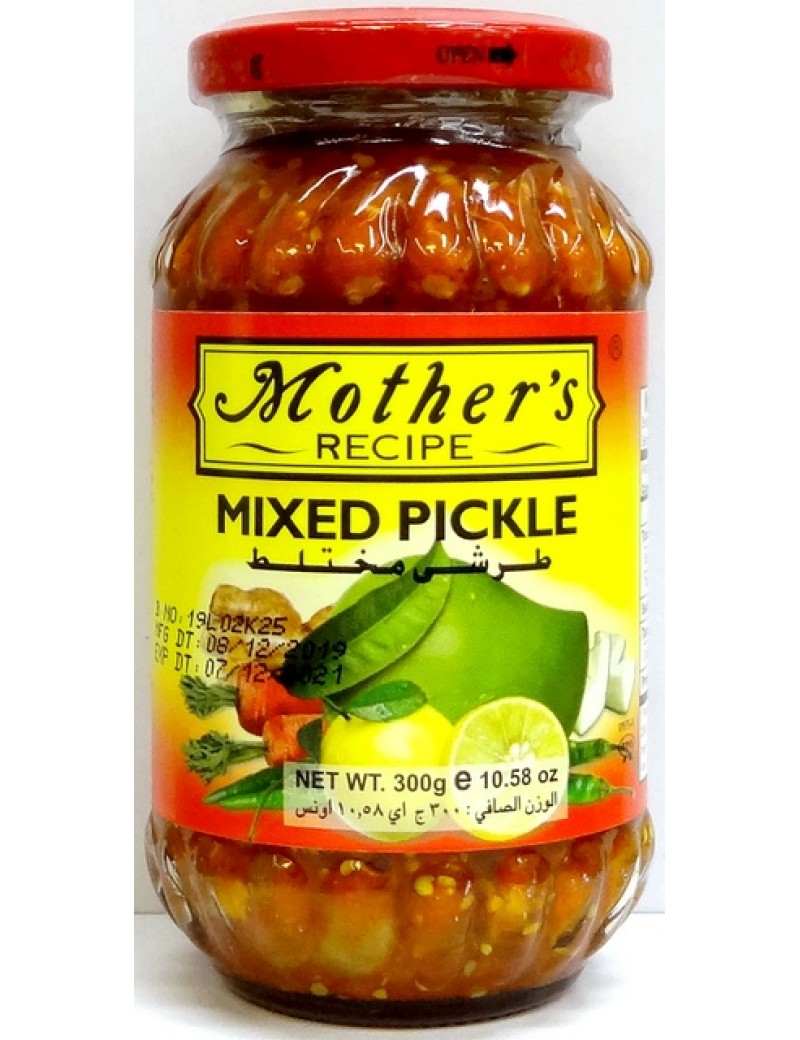 OPEN
®
Mother's
RECIPE
MIXED PICKLE
طرشي مختلط
B NO: 19L02K25
MFG DT: 08/12/2019
EXP DT: 07/12/2021
NET WT. 300g e 10.58 oz
الوزن الصافي: ٣٠٠ ج اي ١٠,٥٨ اونس